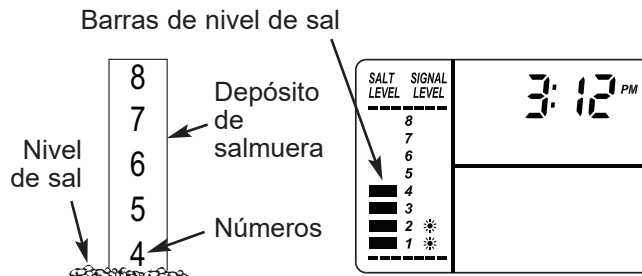 Barras de nivel de sal
8
7
6
5
4
Depósito
de
salmuera
Nivel
de sal
Números
SALT SIGNAL
LEVEL LEVEL
8
7
6
5
4
3
2
1
3:12 PM